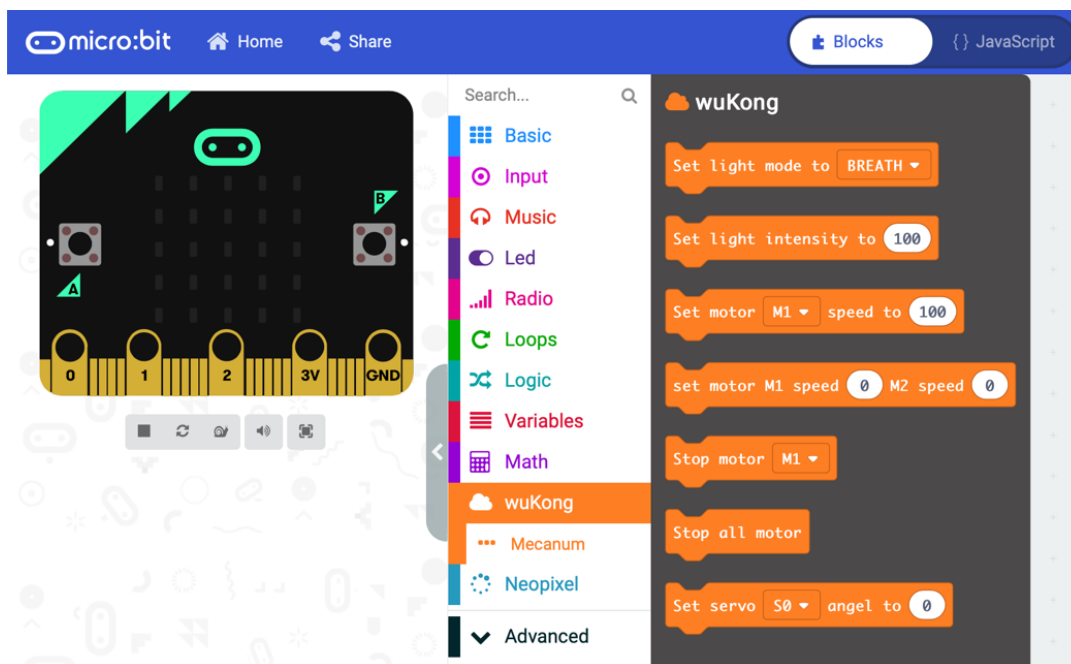 micro:bit Home Share Blocks { } JavaScript
B
A
0 1 2 3V GND
Search...
Basic
Input
Music
Led
Radio
Loops
Logic
Variables
Math
wuKong
Mecanum
Neopixel
Advanced
wuKong
Set light mode to BREATH
Set light intensity to 100
Set motor M1 speed to 100
set motor M1 speed 0 M2 speed 0
Stop motor M1
Stop all motor
Set servo S0 angel to 0